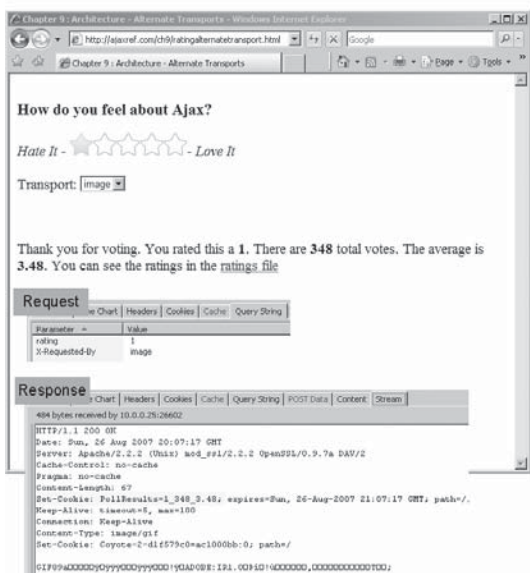 Chapter 9 : Architecture - Alternate Transports - Windows Internet Explorer
http://ajaxref.com/ch9/ratingalternatetransport.html
Google
Chapter 9 : Architecture - Alternate Transports
Page
Tools
How do you feel about Ajax?
Hate It - - Love It
Transport: image
Thank you for voting. You rated this a 1. There are 348 total votes. The average is
3.48. You can see the ratings in the ratings file
Request
Chart Headers Cookies Cache Query String
Parameter Value
rating 1
X-Requested-By image
Response
Chart Headers Cookies Cache Query String POST Data Content Stream
484 bytes received by 10.0.0.25:26602
HTTP/1.1 200 OK
Date: Sun, 26 Aug 2007 20:07:17 GMT
Server: Apache/2.2.2 (Unix) mod_ssl/2.2.2 OpenSSL/0.9.7a DAV/2
Cache-Control: no-cache
Pragma: no-cache
Content-Length: 67
Set-Cookie: PollResults=1_348_3.48; expires=Sun, 26-Aug-2007 21:07:17 GMT; path=/.
Keep-Alive: timeout=5, max=100
Connection: Keep-Alive
Content-Type: image/gif
Set-Cookie: Coyote-2-d1f579c0=ac1000bb:0; path=/